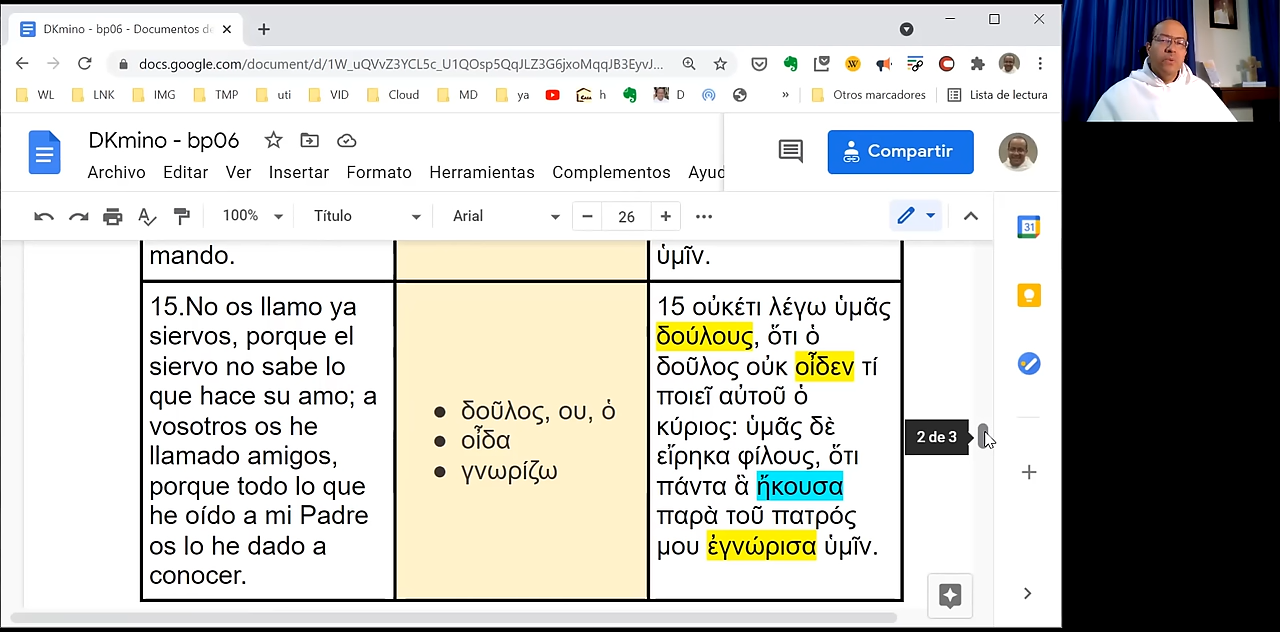 DKmino - bp06 - Documentos d
docs.google.com/document/d/1W_uQVvZ3YCL5c_U1QOsp5QqJLZ3G6jxoMqqJB3EyvJ...
WL LNK IMG TMP uti VID Cloud MD ya h D » Otros marcadores Lista de lectura
DKmino - bp06
Compartir
Archivo Editar Ver Insertar Formato Herramientas Complementos Ayud
100% Título Arial − 26 +
31
mando.
ὑμῖν.
15.No os llamo ya
siervos, porque el
siervo no sabe lo
que hace su amo; a
vosotros os he
llamado amigos,
porque todo lo que
he oído a mi Padre
os lo he dado a
conocer.
● δοῦλος, ου, ὁ
● οἶδα
● γνωρίζω
15 οὐκέτι λέγω ὑμᾶς
δούλους, ὅτι ὁ
δοῦλος οὐκ οἶδεν τί
ποιεῖ αὐτοῦ ὁ
κύριος: ὑμᾶς δὲ
εἴρηκα φίλους, ὅτι
πάντα ἃ ἤκουσα
παρὰ τοῦ πατρός
μου ἐγνώρισα ὑμῖν.
2 de 3